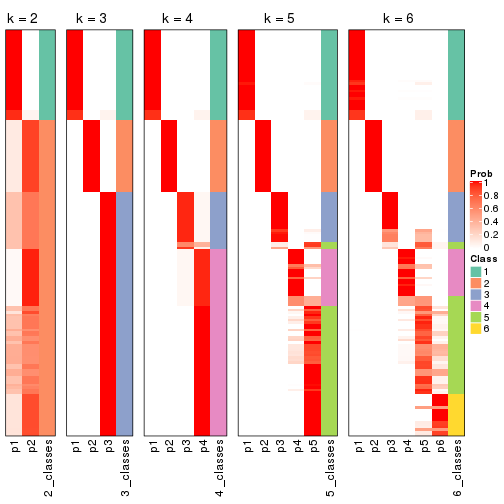 k = 2
k = 3
k = 4
k = 5
k = 6
Prob
1
0.8
0.6
0.4
0.2
0
Class
1
2
3
4
5
6
p1
p2
2_classes
p1
p2
p3
3_classes
p1
p2
p3
p4
4_classes
p1
p2
p3
p4
p5
5_classes
p1
p2
p3
p4
p5
p6
6_classes